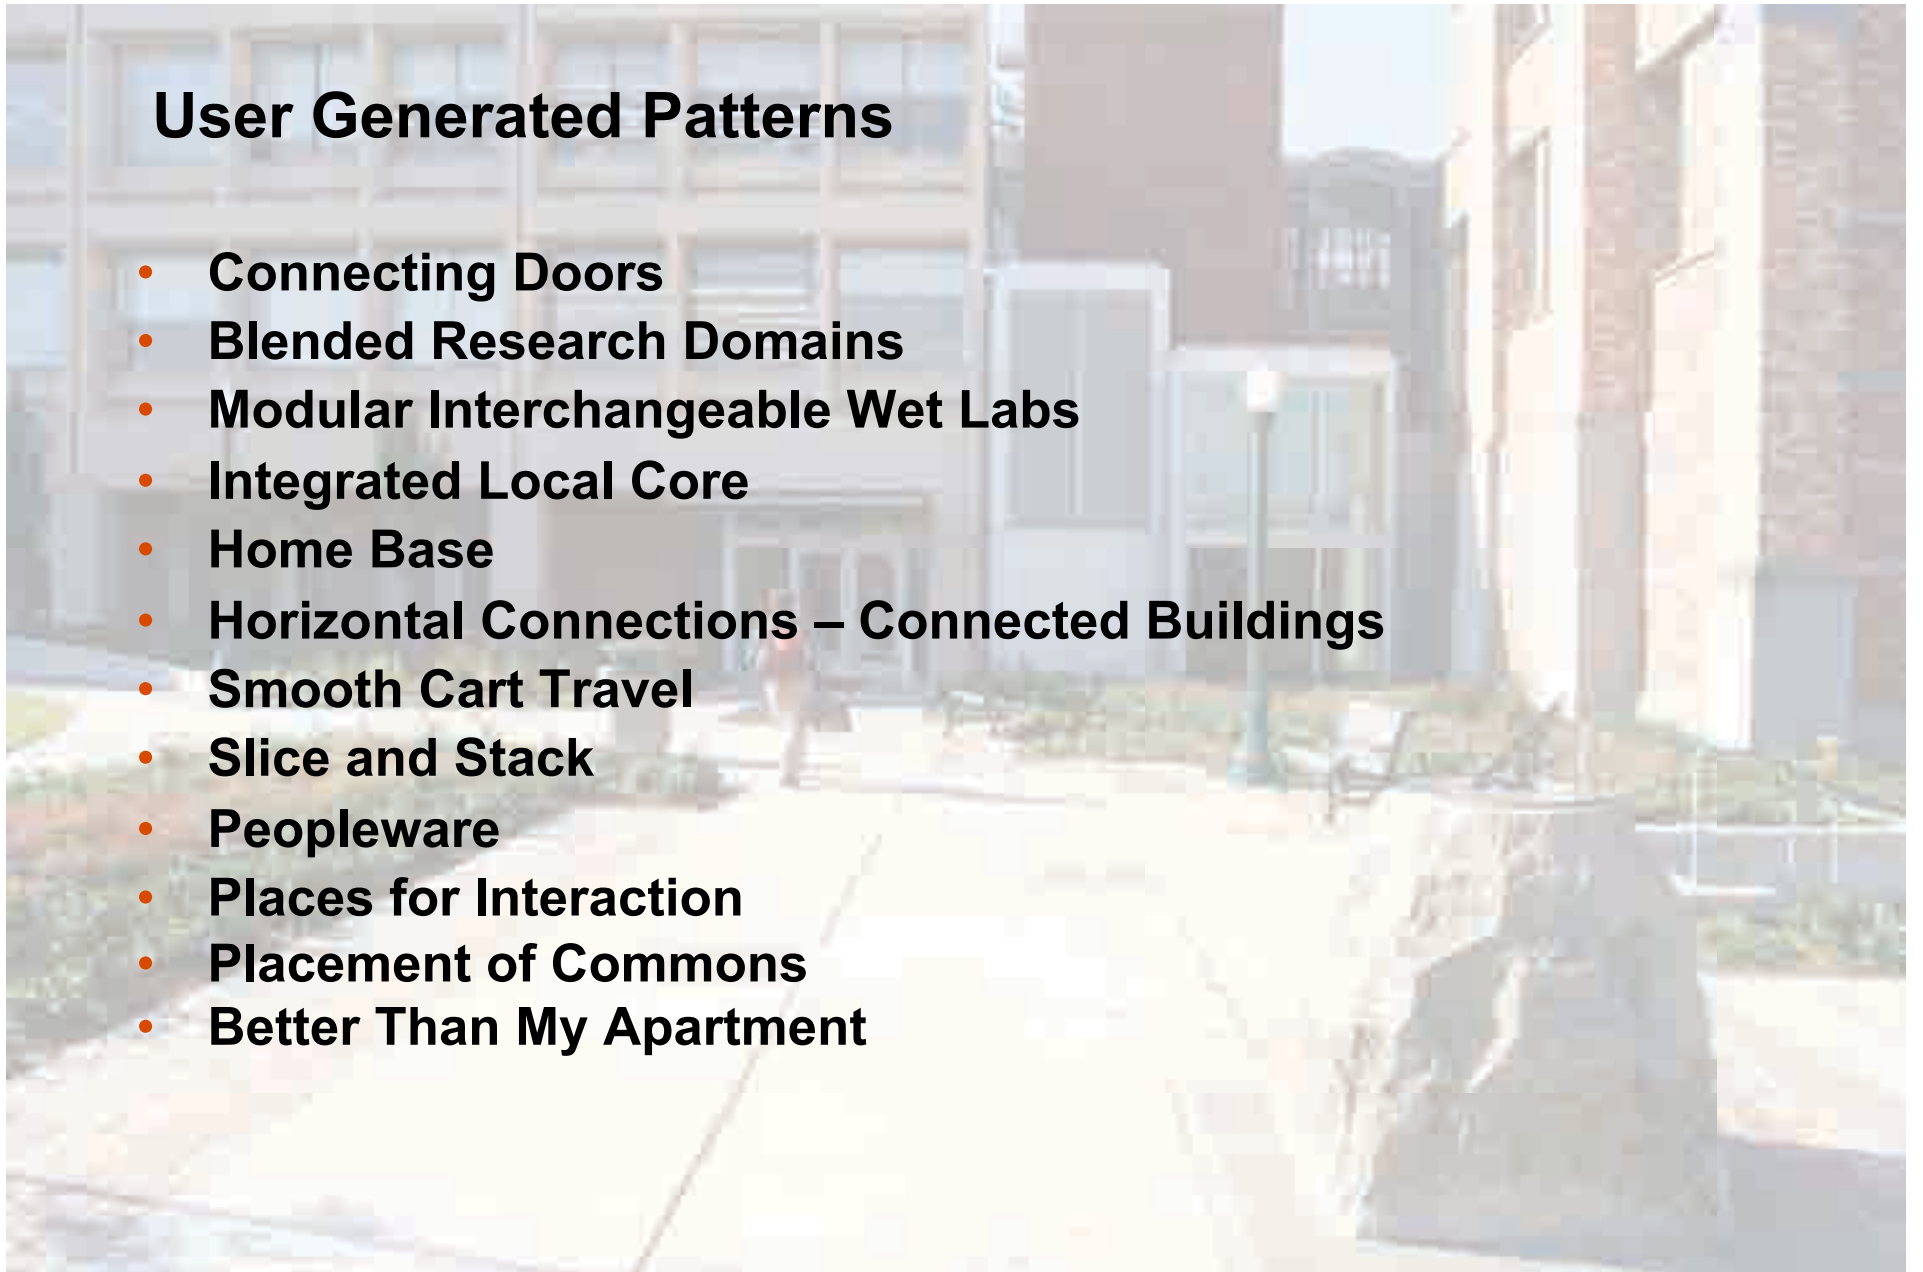 User Generated Patterns
• Connecting Doors
• Blended Research Domains
• Modular Interchangeable Wet Labs
• Integrated Local Core
• Home Base
• Horizontal Connections – Connected Buildings
• Smooth Cart Travel
• Slice and Stack
• Peopleware
• Places for Interaction
• Placement of Commons
• Better Than My Apartment